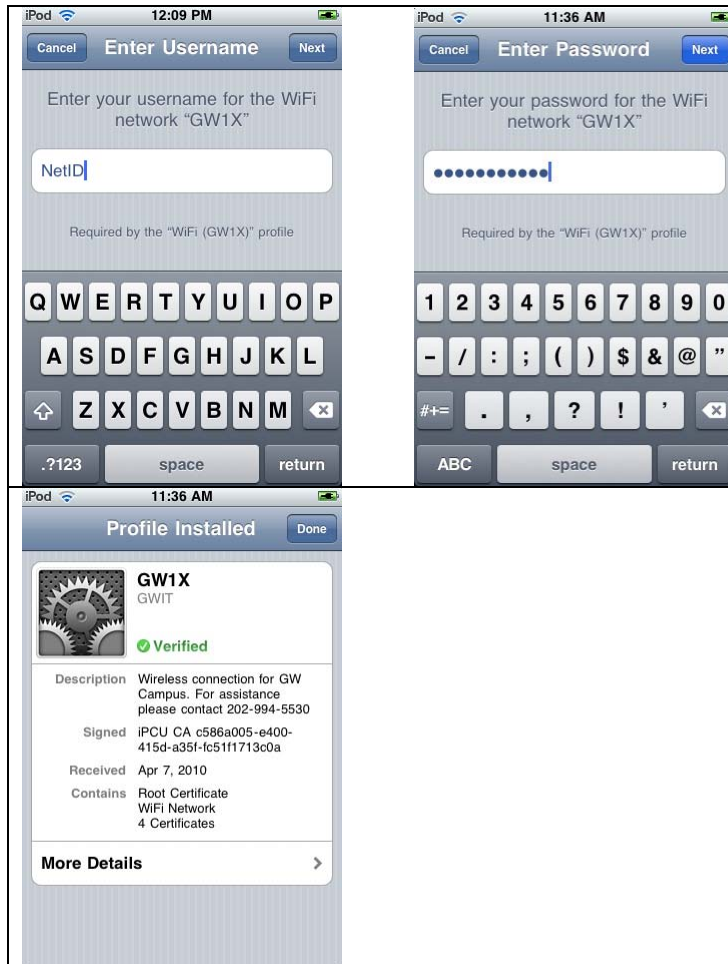 iPod 12:09 PM
Cancel Enter Username Next
Enter your username for the WiFi
network “GW1X”
NetID
Required by the “WiFi (GW1X)” profile
Q W E R T Y U I O P
A S D F G H J K L
Z X C V B N M
.?123 space return
iPod 11:36 AM
Cancel Enter Password Next
Enter your password for the WiFi
network “GW1X”
●●●●●●●●●●●
Required by the “WiFi (GW1X)” profile
1 2 3 4 5 6 7 8 9 0
- / : ; ( ) $ & @ ”
#+= . , ? ! ’
ABC space return
iPod 11:36 AM
Profile Installed Done
GW1X
GWIT
Verified
Description Wireless connection for GW
Campus. For assistance
please contact 202-994-5530
Signed iPCU CA c586a005-e400-
415d-a35f-fc51f1713c0a
Received Apr 7, 2010
Contains Root Certificate
WiFi Network
4 Certificates
More Details